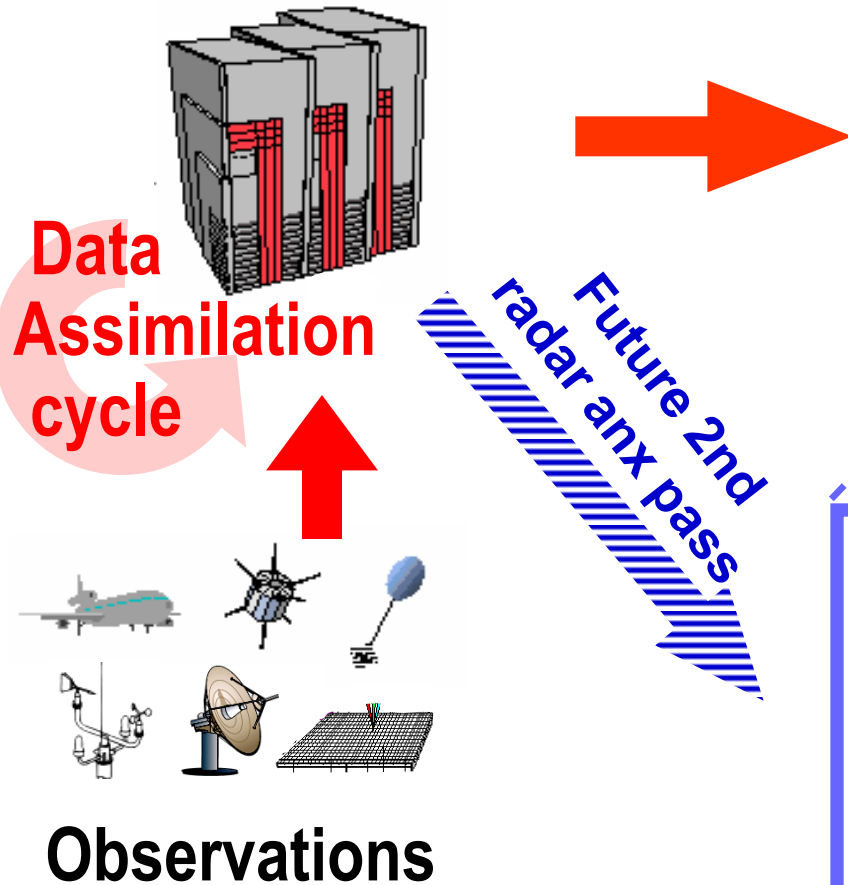 Data
Assimilation
cycle
Future 2nd
radar anx pass
Observations